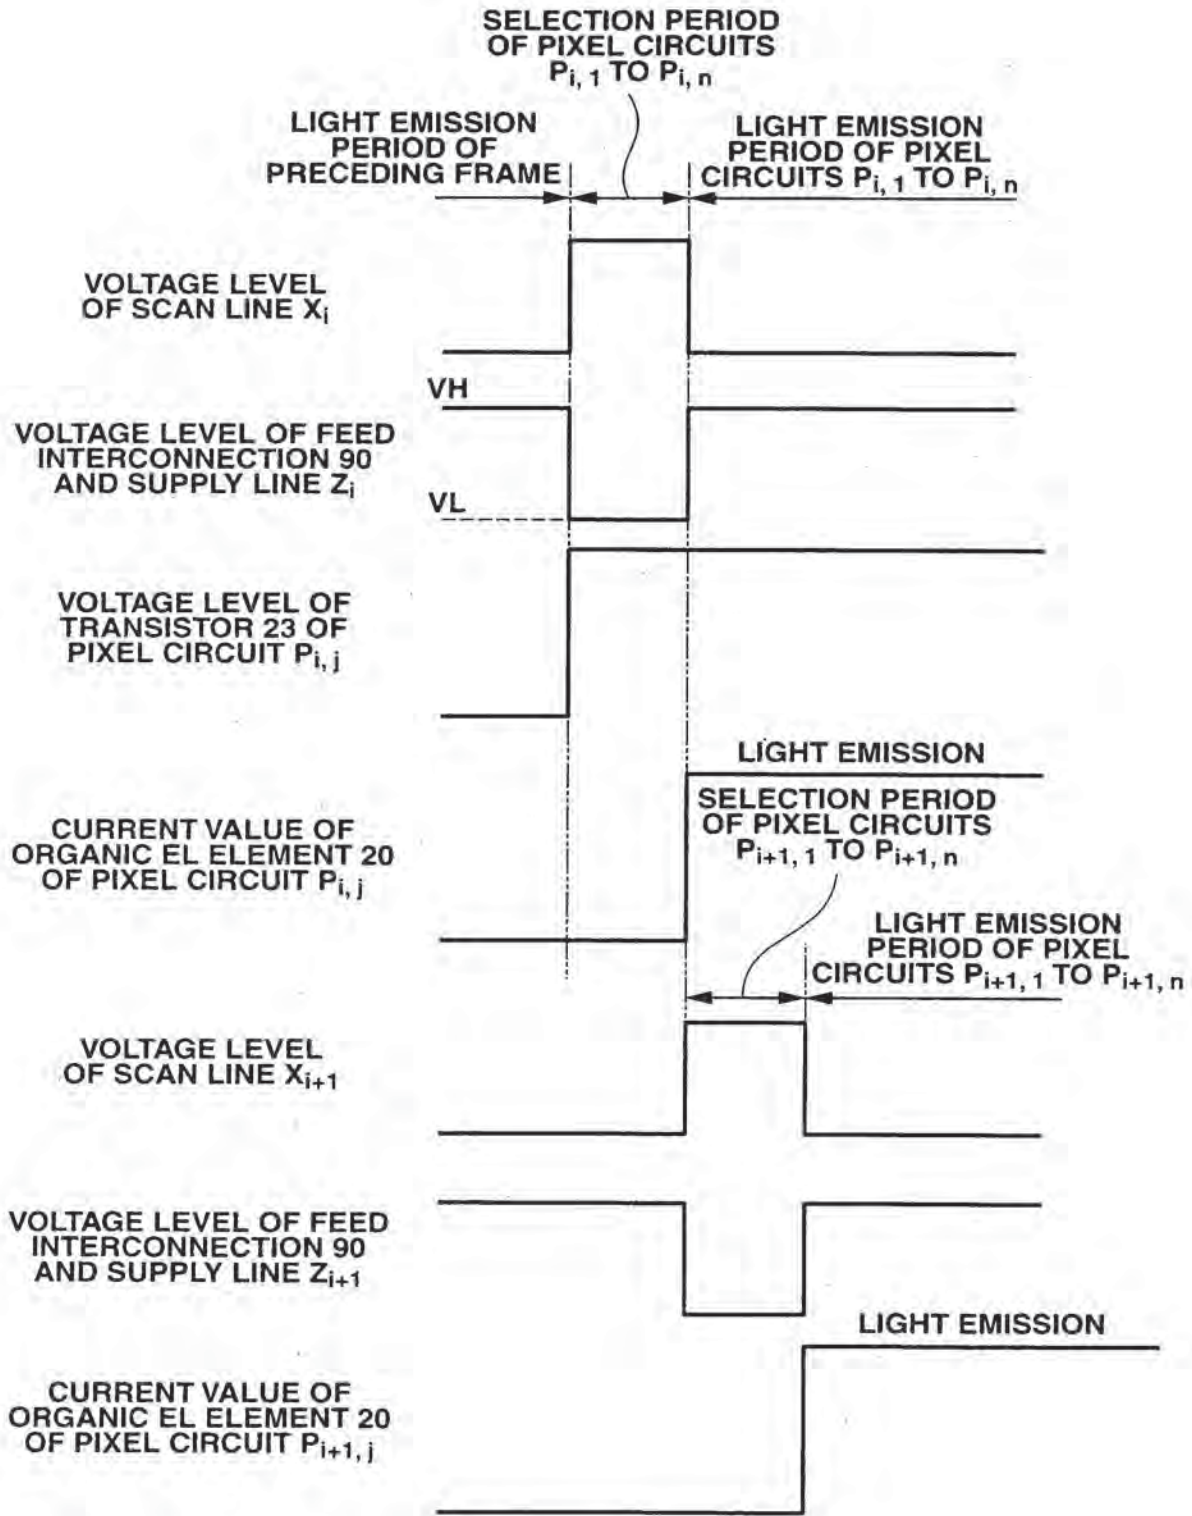 SELECTION PERIOD
OF PIXEL CIRCUITS
Pi, 1 TO Pi, n
LIGHT EMISSION
PERIOD OF
PRECEDING FRAME
LIGHT EMISSION
PERIOD OF PIXEL
CIRCUITS Pi, 1 TO Pi, n
VOLTAGE LEVEL
OF SCAN LINE Xi
VH
VOLTAGE LEVEL OF FEED
INTERCONNECTION 90
AND SUPPLY LINE Zi
VL
VOLTAGE LEVEL OF
TRANSISTOR 23 OF
PIXEL CIRCUIT Pi, j
LIGHT EMISSION
CURRENT VALUE OF
ORGANIC EL ELEMENT 20
OF PIXEL CIRCUIT Pi, j
SELECTION PERIOD
OF PIXEL CIRCUITS
Pi+1, 1 TO Pi+1, n
LIGHT EMISSION
PERIOD OF PIXEL
CIRCUITS Pi+1, 1 TO Pi+1, n
VOLTAGE LEVEL
OF SCAN LINE Xi+1
VOLTAGE LEVEL OF FEED
INTERCONNECTION 90
AND SUPPLY LINE Zi+1
LIGHT EMISSION
CURRENT VALUE OF
ORGANIC EL ELEMENT 20
OF PIXEL CIRCUIT Pi+1, j